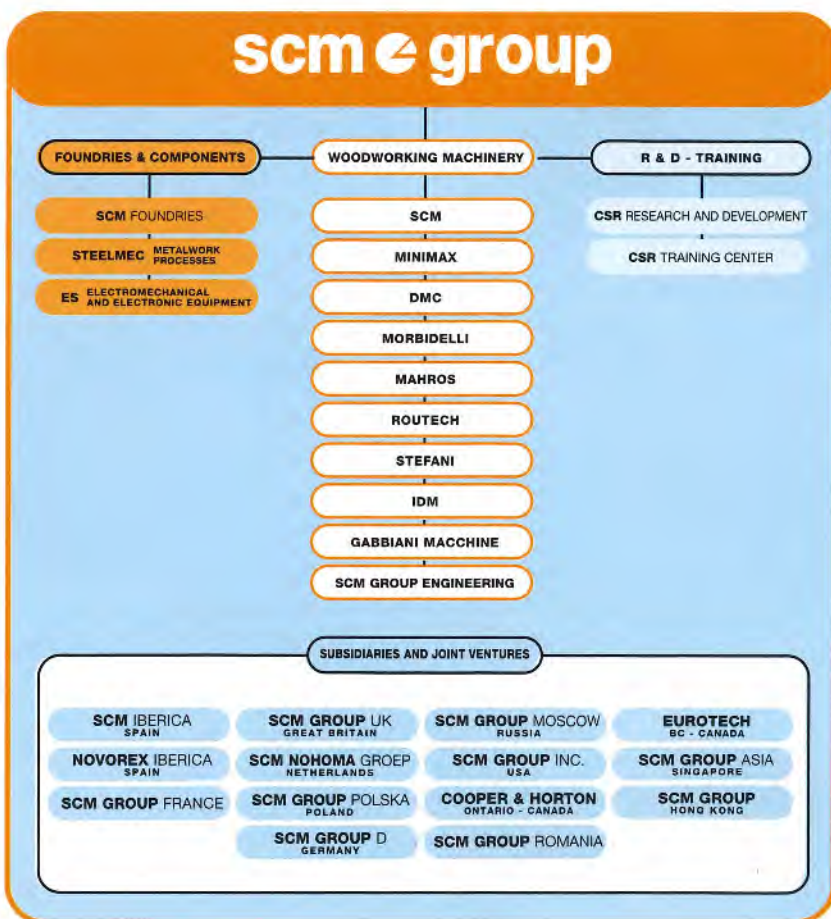 scm group
FOUNDRIES & COMPONENTS
WOODWORKING MACHINERY
R & D - TRAINING
SCM FOUNDRIES
STEELMEC METALWORK PROCESSES
ES ELECTROMECHANICAL AND ELECTRONIC EQUIPMENT
SCM
MINIMAX
DMC
MORBIDELLI
MAHROS
ROUTECH
STEFANI
IDM
GABBIANI MACCHINE
SCM GROUP ENGINEERING
CSR RESEARCH AND DEVELOPMENT
CSR TRAINING CENTER
SUBSIDIARIES AND JOINT VENTURES
SCM IBERICA
SPAIN
NOVOREX IBERICA
SPAIN
SCM GROUP FRANCE
SCM GROUP UK
GREAT BRITAIN
SCM NOHOMA GROEP
NETHERLANDS
SCM GROUP POLSKA
POLAND
SCM GROUP D
GERMANY
SCM GROUP MOSCOW
RUSSIA
SCM GROUP INC.
USA
COOPER & HORTON
ONTARIO - CANADA
SCM GROUP ROMANIA
EUROTECH
BC - CANADA
SCM GROUP ASIA
SINGAPORE
SCM GROUP
HONG KONG